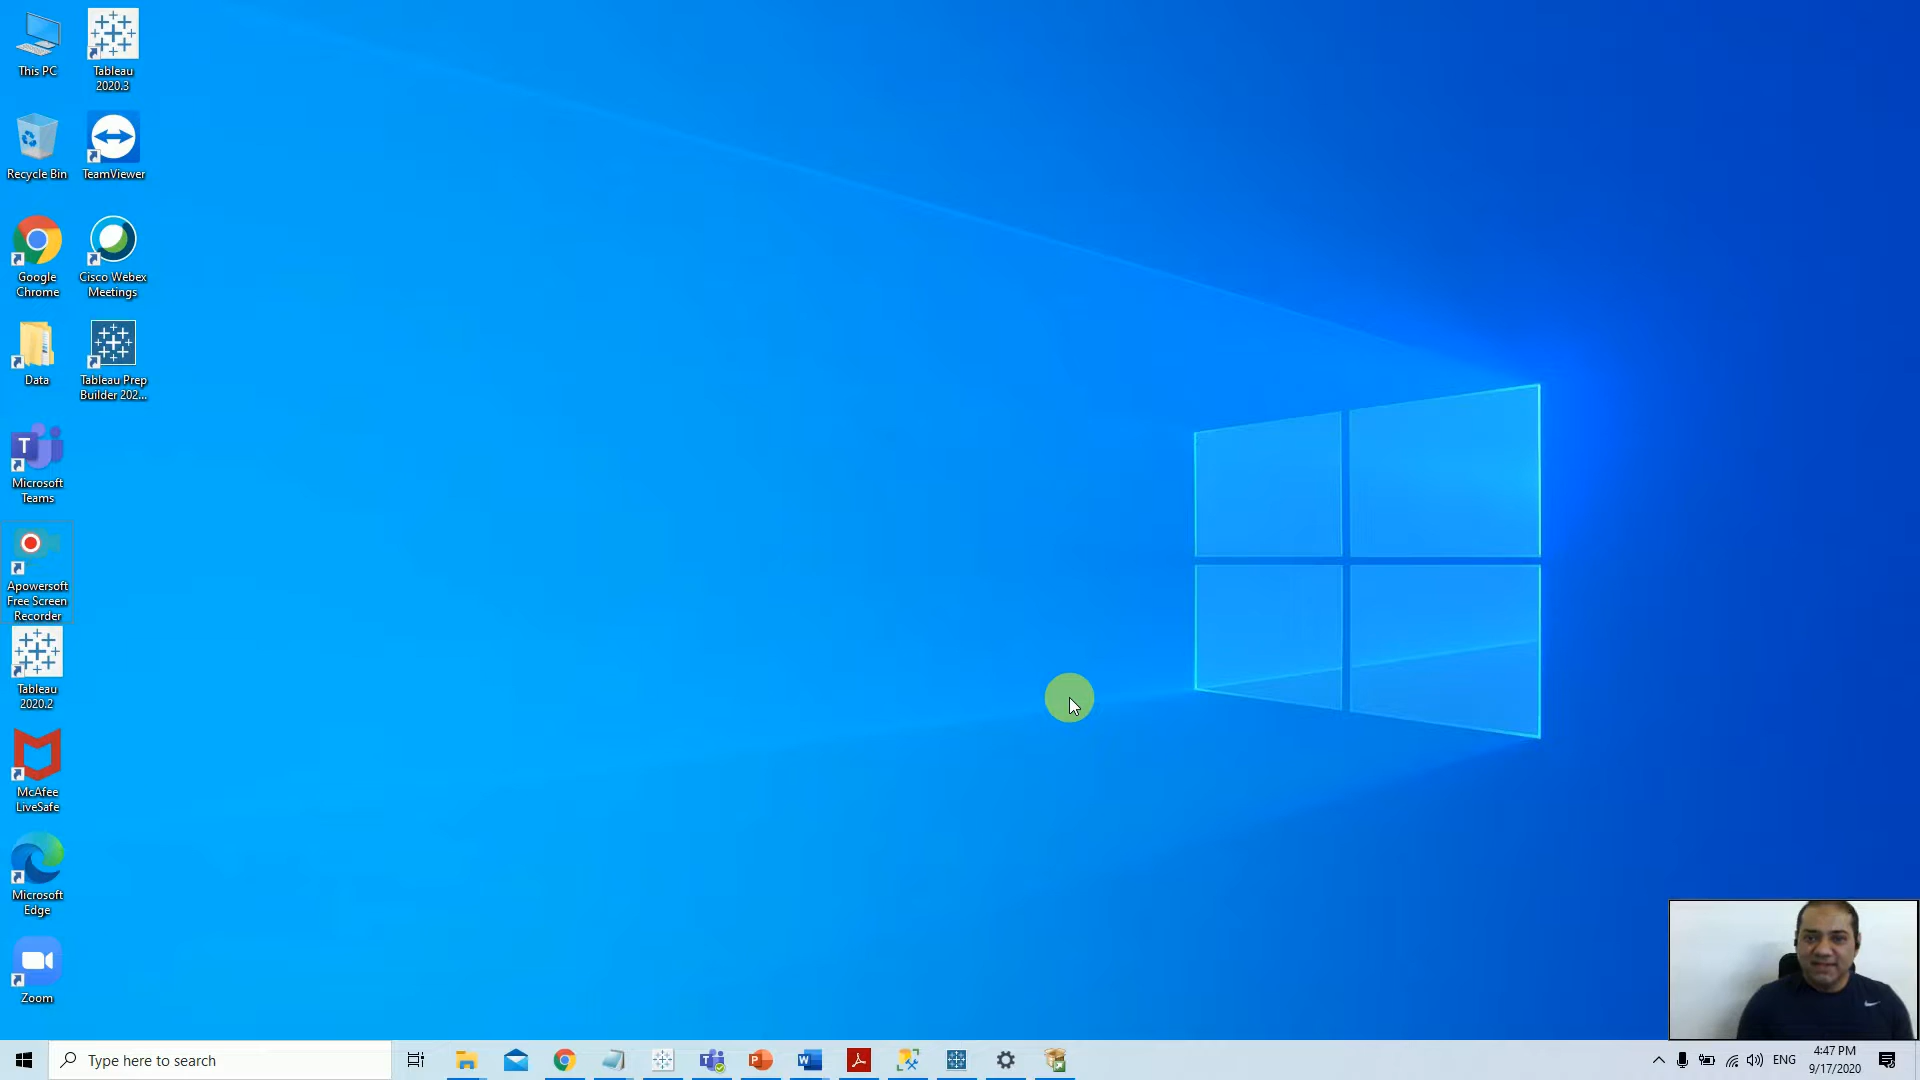 This PC
Tableau
2020.3
Recycle Bin
TeamViewer
Google
Chrome
Cisco Webex
Meetings
Data
Tableau Prep
Builder 202...
T
Microsoft
Teams
Apowersoft
Free Screen
Recorder
Tableau
2020.2
McAfee
LiveSafe
Microsoft
Edge
Zoom
Type here to search
ENG
4:47 PM
9/17/2020